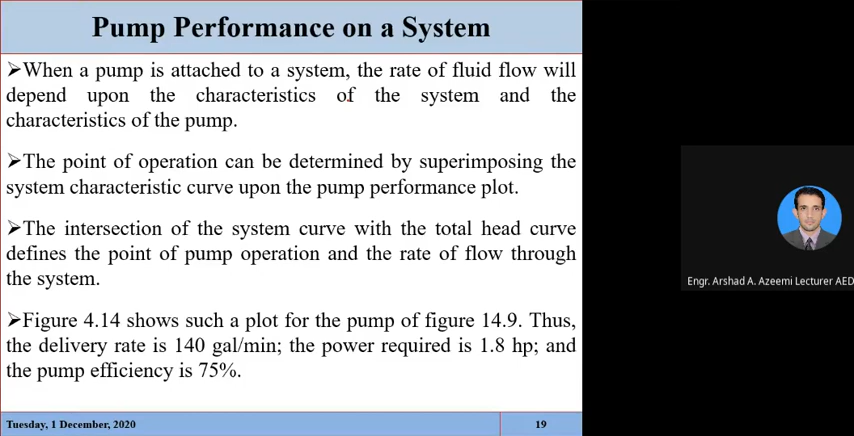 Pump Performance on a System
➢When a pump is attached to a system, the rate of fluid flow will
depend upon the characteristics of the system and the
characteristics of the pump.
➢The point of operation can be determined by superimposing the
system characteristic curve upon the pump performance plot.
➢The intersection of the system curve with the total head curve
defines the point of pump operation and the rate of flow through
the system.
➢Figure 4.14 shows such a plot for the pump of figure 14.9. Thus,
the delivery rate is 140 gal/min; the power required is 1.8 hp; and
the pump efficiency is 75%.
Tuesday, 1 December, 2020
19
Engr. Arshad A. Azeemi Lecturer AED